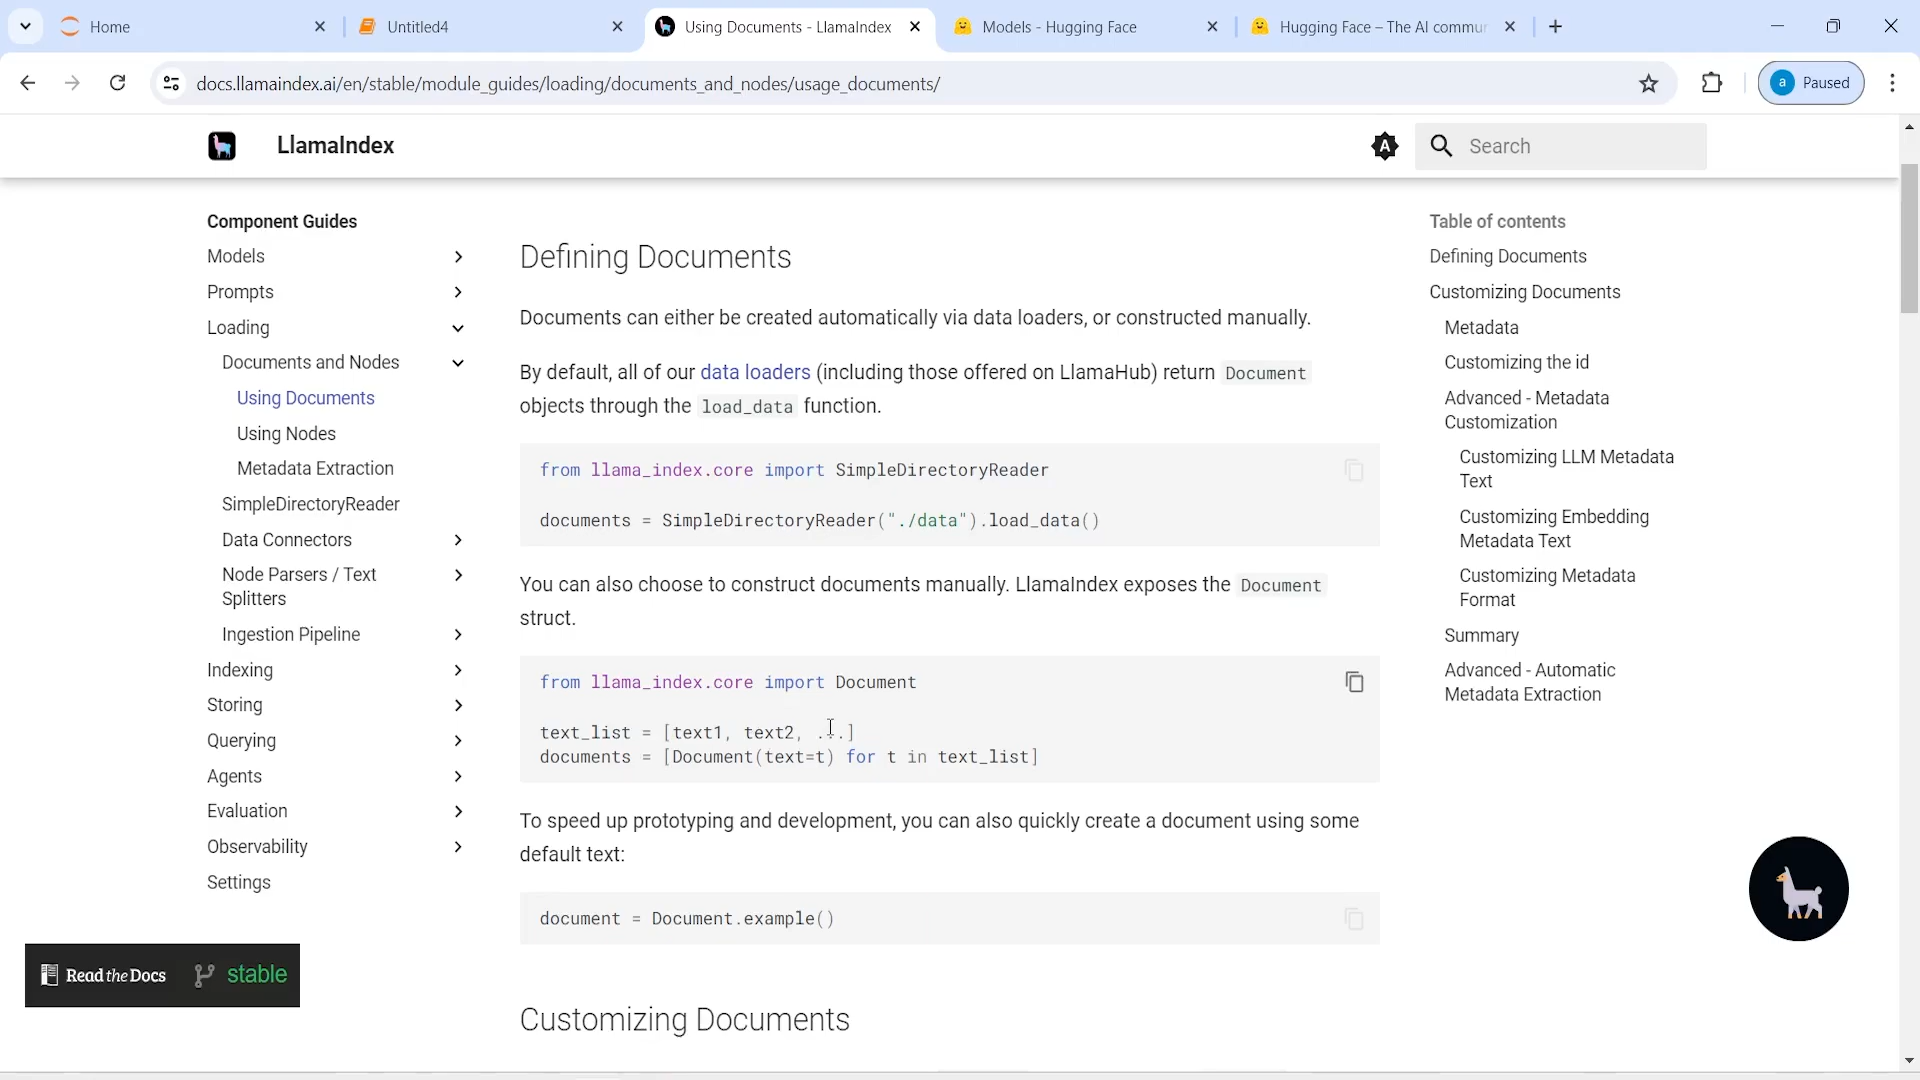 Home
Untitled4
Using Documents - LlamaIndex
Models - Hugging Face
Hugging Face – The AI commur
docs.llamaindex.ai/en/stable/module_guides/loading/documents_and_nodes/usage_documents/
a Paused
LlamaIndex
A
Search
Component Guides
Models
Prompts
Loading
Documents and Nodes
Using Documents
Using Nodes
Metadata Extraction
SimpleDirectoryReader
Data Connectors
Node Parsers / Text
Splitters
Ingestion Pipeline
Indexing
Storing
Querying
Agents
Evaluation
Observability
Settings
Read the Docs stable
Defining Documents
Documents can either be created automatically via data loaders, or constructed manually.
By default, all of our data loaders (including those offered on LlamaHub) return Document
objects through the load_data function.
from llama_index.core import SimpleDirectoryReader
documents = SimpleDirectoryReader("./data").load_data()
You can also choose to construct documents manually. LlamaIndex exposes the Document
struct.
from llama_index.core import Document
text_list = [text1, text2, ...]
documents = [Document(text=t) for t in text_list]
To speed up prototyping and development, you can also quickly create a document using some
default text:
document = Document.example()
Customizing Documents
Table of contents
Defining Documents
Customizing Documents
Metadata
Customizing the id
Advanced - Metadata
Customization
Customizing LLM Metadata
Text
Customizing Embedding
Metadata Text
Customizing Metadata
Format
Summary
Advanced - Automatic
Metadata Extraction